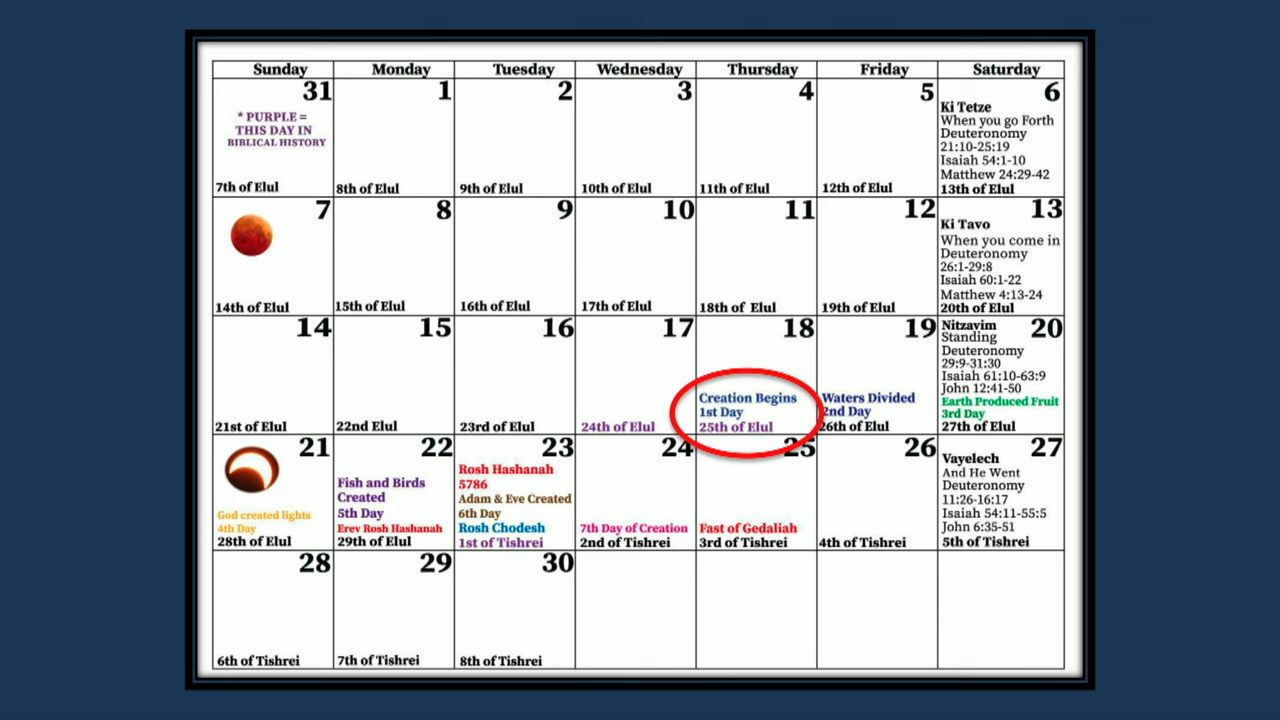 Sunday Monday Tuesday Wednesday Thursday Friday Saturday
31
* PURPLE =
THIS DAY IN
BIBLICAL HISTORY
7th of Elul
1
8th of Elul
2
9th of Elul
3
10th of Elul
4
11th of Elul
5
12th of Elul
6
Ki Tetze
When you go Forth
Deuteronomy
21:10-25:19
Isaiah 54:1-10
Matthew 24:29-42
13th of Elul
7
14th of Elul
8
15th of Elul
9
16th of Elul
10
17th of Elul
11
18th of Elul
12
19th of Elul
13
Ki Tavo
When you come in
Deuteronomy
26:1-29:8
Isaiah 60:1-22
Matthew 4:13-24
20th of Elul
14
21st of Elul
15
22nd Elul
16
23rd of Elul
17
24th of Elul
18
Creation Begins
1st Day
25th of Elul
19
Waters Divided
2nd Day
26th of Elul
20
Nitzavim
Standing
Deuteronomy
29:9-31:30
Isaiah 61:10-63:9
John 12:41-50
Earth Produced Fruit
3rd Day
27th of Elul
21
God created lights
4th Day
28th of Elul
22
Fish and Birds
Created
5th Day
Erev Rosh Hashanah
29th of Elul
23
Rosh Hashanah
5786
Adam & Eve Created
6th Day
Rosh Chodesh
1st of Tishrei
24
7th Day of Creation
2nd of Tishrei
25
Fast of Gedaliah
3rd of Tishrei
26
4th of Tishrei
27
Vayelech
And He Went
Deuteronomy
11:26-16:17
Isaiah 54:11-55:5
John 6:35-51
5th of Tishrei
28
6th of Tishrei
29
7th of Tishrei
30
8th of Tishrei